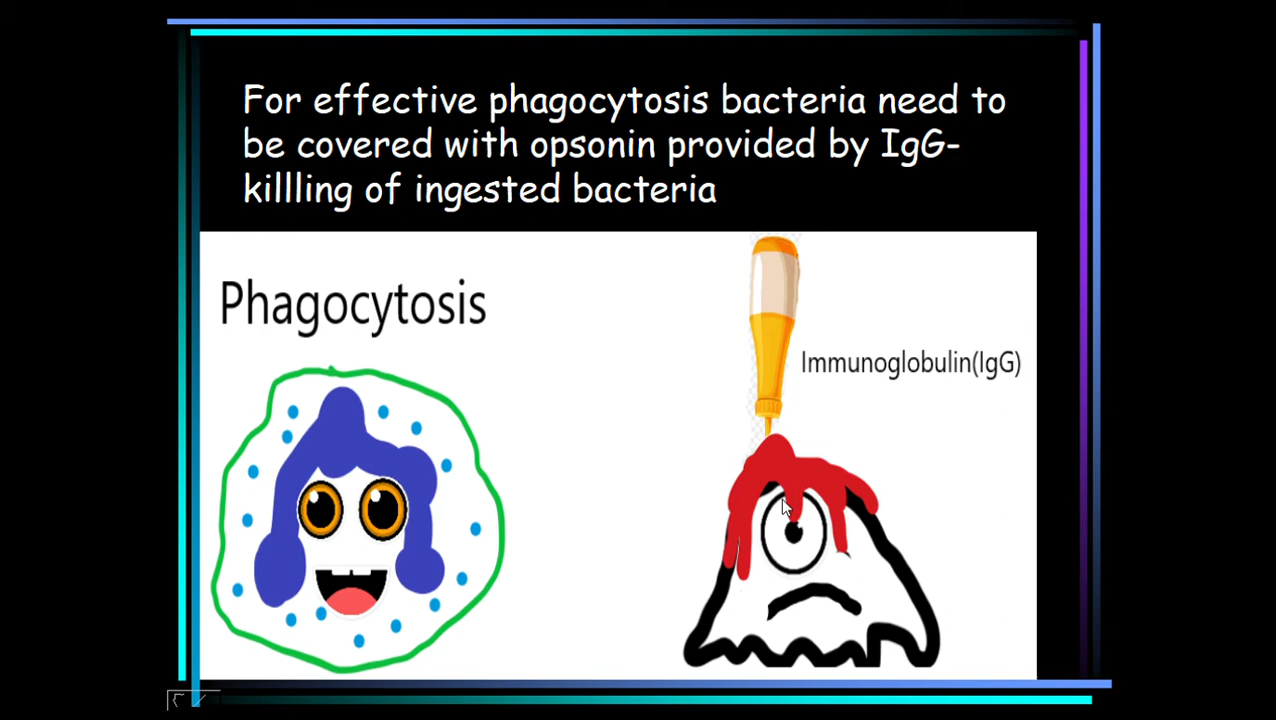 For effective phagocytosis bacteria need to
be covered with opsonin provided by IgG-
killling of ingested bacteria
Phagocytosis
Immunoglobulin(IgG)